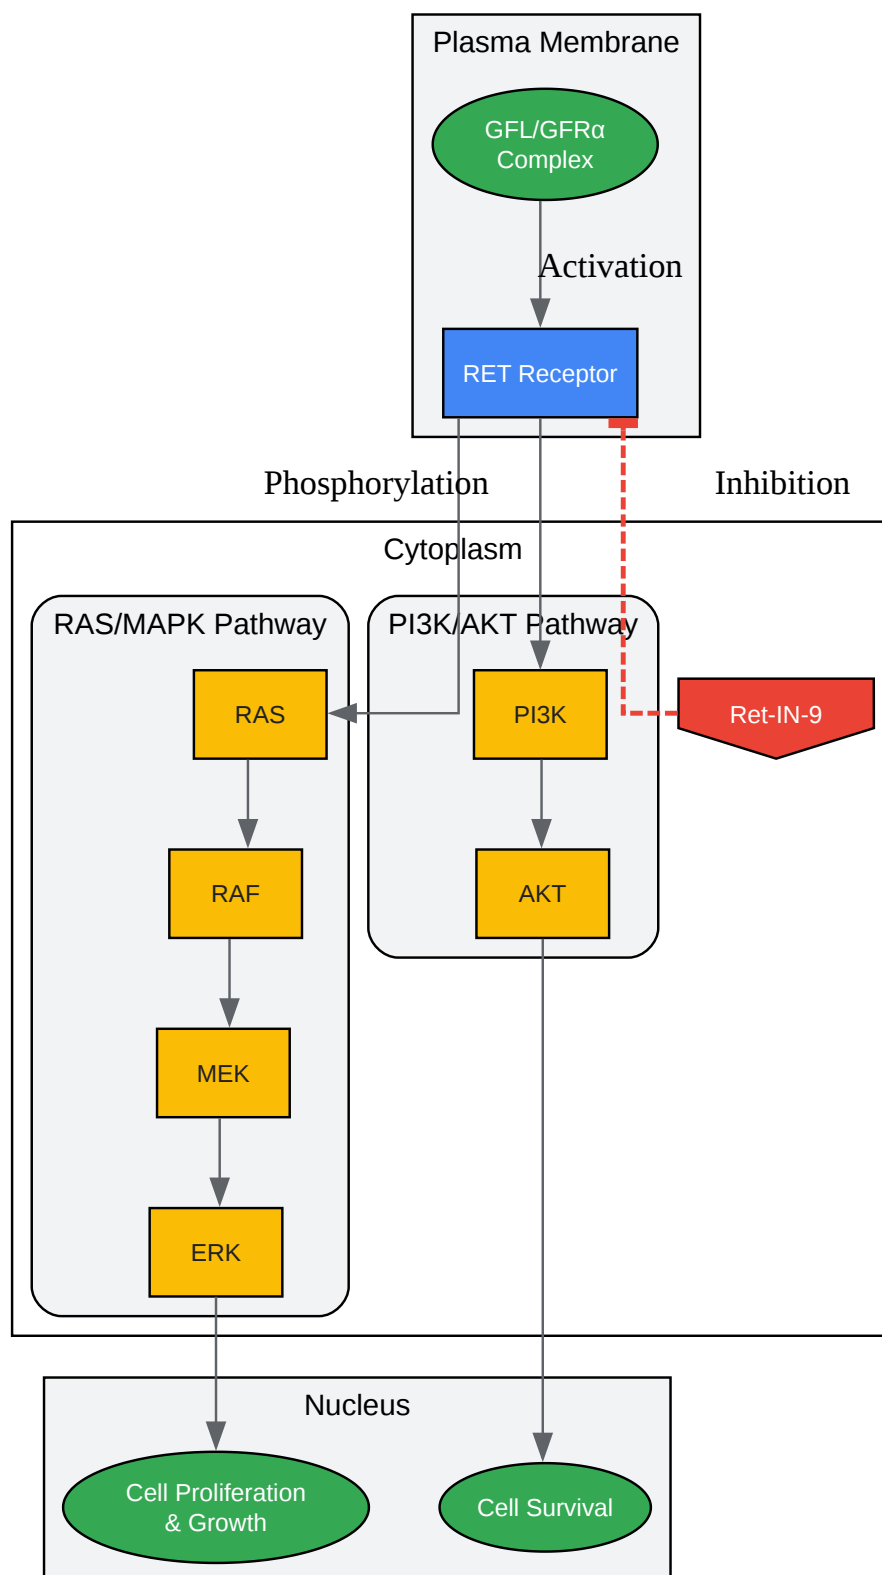 Plasma Membrane
GFL/GFRα
Complex
Activation
RET Receptor
Phosphorylation
Inhibition
Cytoplasm
RAS/MAPK Pathway
PI3K/AKT Pathway
RAS
PI3K
Ret-IN-9
RAF
AKT
MEK
ERK
Nucleus
Cell Proliferation
& Growth
Cell Survival